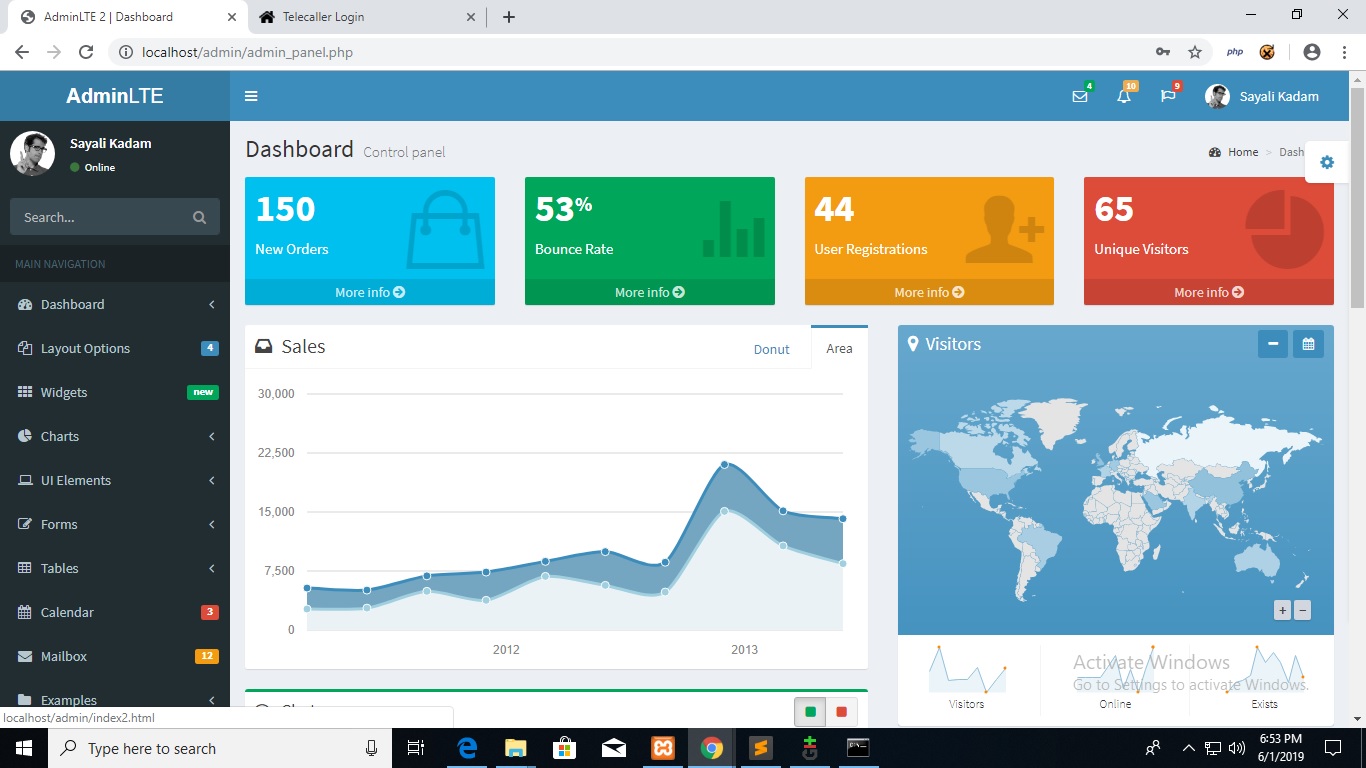 AdminLTE 2 | Dashboard
Telecaller Login
localhost/admin/admin_panel.php
php
AdminLTE
4
10
9
Sayali Kadam
Sayali Kadam
Online
Search...
MAIN NAVIGATION
Dashboard
Layout Options 4
Widgets new
Charts
UI Elements
Forms
Tables
Calendar 3
Mailbox 12
Examples
localhost/admin/index2.html
Dashboard Control panel
Home > Dash
150
New Orders
More info
53%
Bounce Rate
More info
44
User Registrations
More info
65
Unique Visitors
More info
Sales
Donut
Area
30,000
22,500
15,000
7,500
0
2012
2013
Visitors
+
−
Visitors
Online
Exists
Activate Windows
Go to Settings to activate Windows.
Type here to search
6:53 PM
6/1/2019